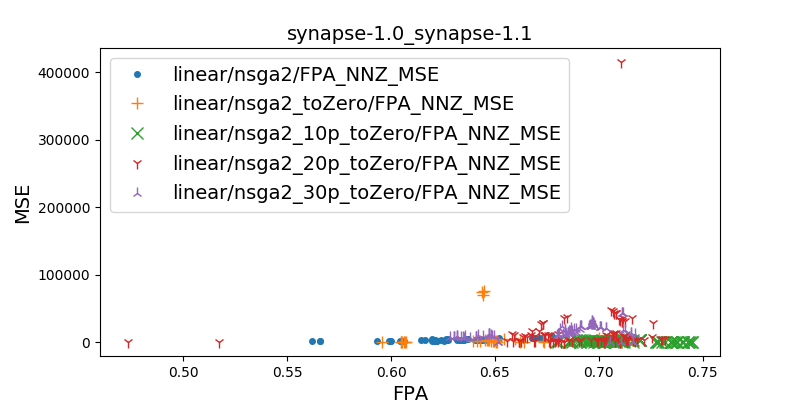 synapse-1.0_synapse-1.1
linear/nsga2/FPA_NNZ_MSE
linear/nsga2_toZero/FPA_NNZ_MSE
linear/nsga2_10p_toZero/FPA_NNZ_MSE
linear/nsga2_20p_toZero/FPA_NNZ_MSE
linear/nsga2_30p_toZero/FPA_NNZ_MSE
MSE
400000
300000
200000
100000
0
0.50 0.55 0.60 0.65 0.70 0.75
FPA